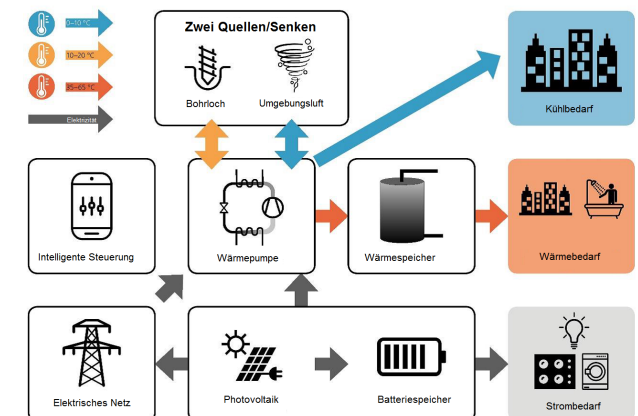 0–10 °C
10–20 °C
35–65 °C
Elektrizität
Zwei Quellen/Senken
Bohrloch
Umgebungsluft
Kühlbedarf
Intelligente Steuerung
Wärmepumpe
Wärmespeicher
Wärmebedarf
Elektrisches Netz
Photovoltaik
Batteriespeicher
Strombedarf